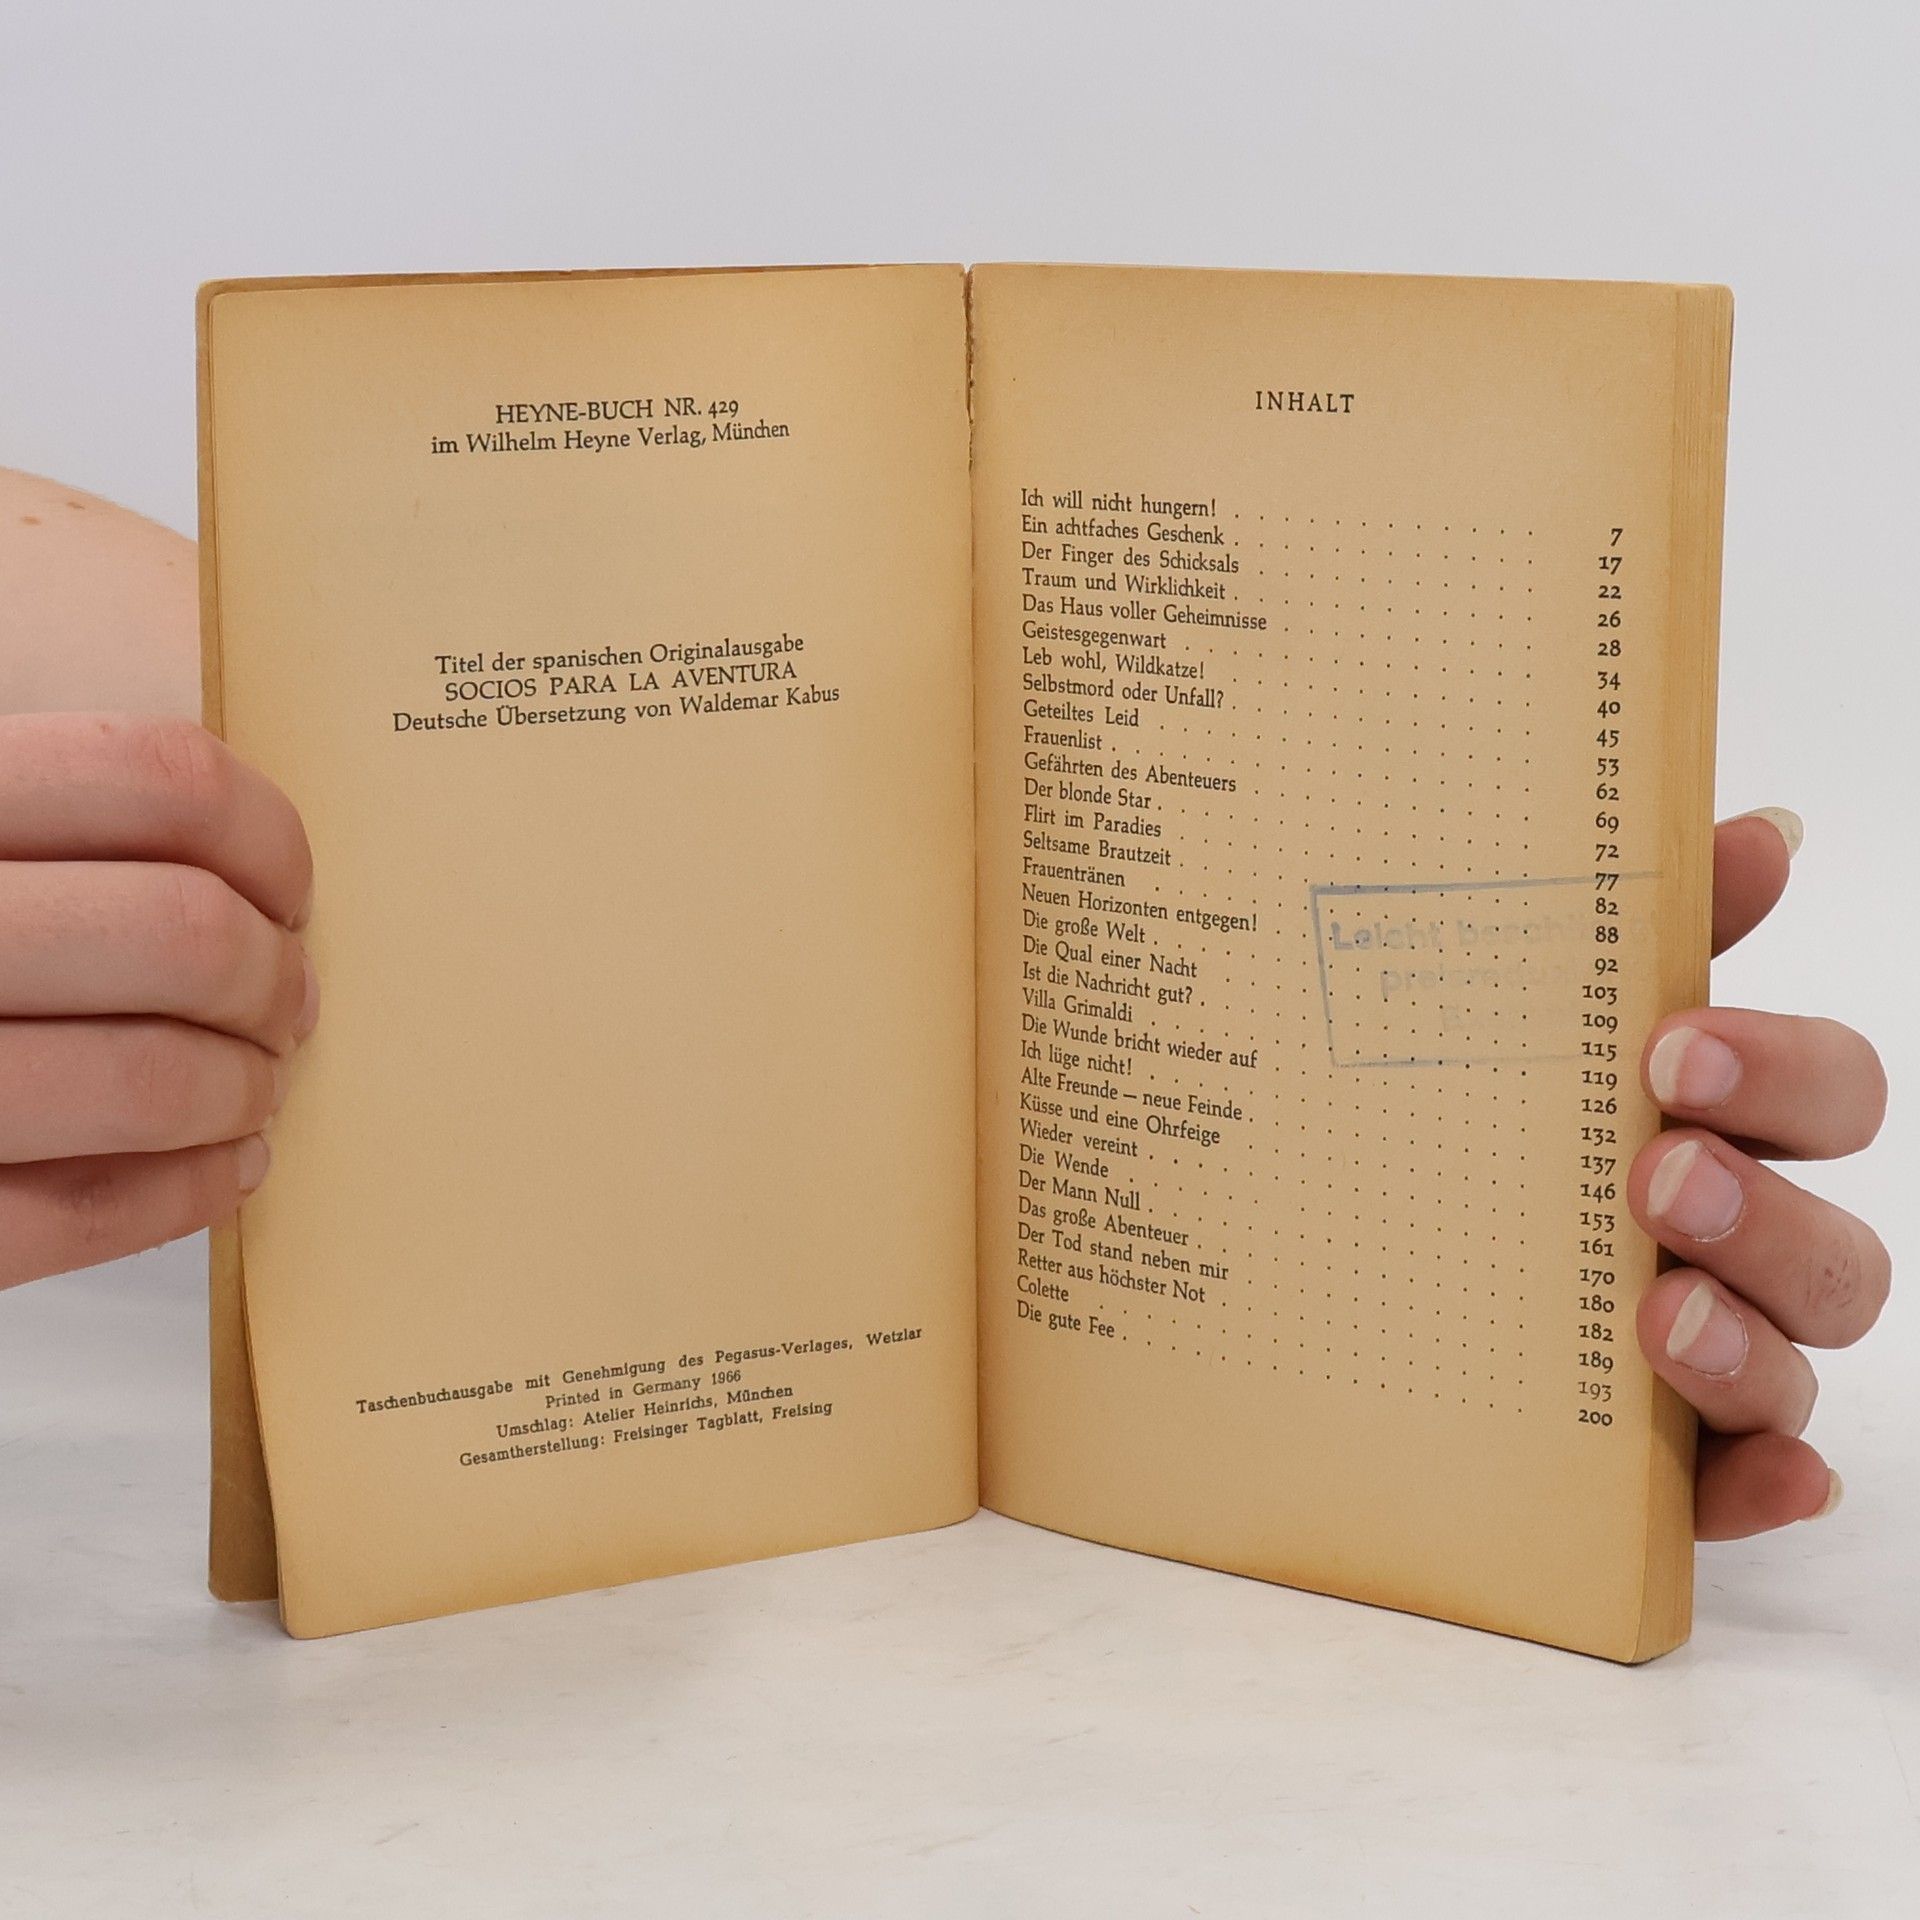 HEYNE-BUCH NR. 429
im Wilhelm Heyne Verlag, München
Titel der spanischen Originalausgabe
SOCIOS PARA LA AVENTURA
Deutsche Übersetzung von Waldemar Kabus
Taschenbuchausgabe mit Genehmigung des Pegasus-Verlages, Wetzlar
Printed in Germany 1966
Umschlag: Atelier Heinrichs, München
Gesamtherstellung: Freisinger Tagblatt, Freising
INHALT
Ich will nicht hungern! . . . . . . . . . . . . 7
Ein achtfaches Geschenk . . . . . . . . . . . . 17
Der Finger des Schicksals . . . . . . . . . . . 22
Traum und Wirklichkeit . . . . . . . . . . . . 26
Das Haus voller Geheimnisse . . . . . . . . . . 28
Geistesgegenwart . . . . . . . . . . . . . . 34
Leb wohl, Wildkatze! . . . . . . . . . . . . 40
Selbstmord oder Unfall? . . . . . . . . . . . . 45
Geteiltes Leid . . . . . . . . . . . . . . . 53
Frauenlist . . . . . . . . . . . . . . . . 62
Gefährten des Abenteuers . . . . . . . . . . . 69
Der blonde Star . . . . . . . . . . . . . . 72
Flirt im Paradies . . . . . . . . . . . . . . 77
Seltsame Brautzeit . . . . . . . . . . . . . . 82
Frauentränen . . . . . . . . . . . . . . . 88
Neuen Horizonten entgegen! . . . . . . . . . . 92
Die große Welt . . . . . . . . . . . . . . . 103
Die Qual einer Nacht . . . . . . . . . . . . 109
Ist die Nachricht gut? . . . . . . . . . . . . . 115
Villa Grimaldi . . . . . . . . . . . . . . . 119
Die Wunde bricht wieder auf . . . . . . . . . . 126
Ich lüge nicht! . . . . . . . . . . . . . . . 132
Alte Freunde – neue Feinde . . . . . . . . . . . 137
Küsse und eine Ohrfeige . . . . . . . . . . . 146
Wieder vereint . . . . . . . . . . . . . . . 153
Die Wende . . . . . . . . . . . . . . . . 161
Der Mann Null . . . . . . . . . . . . . . . 170
Das große Abenteuer . . . . . . . . . . . . . 180
Der Tod stand neben mir . . . . . . . . . . . 182
Retter aus höchster Not . . . . . . . . . . . . 189
Colette . . . . . . . . . . . . . . . . . 193
Die gute Fee . . . . . . . . . . . . . . . . 200
Leicht